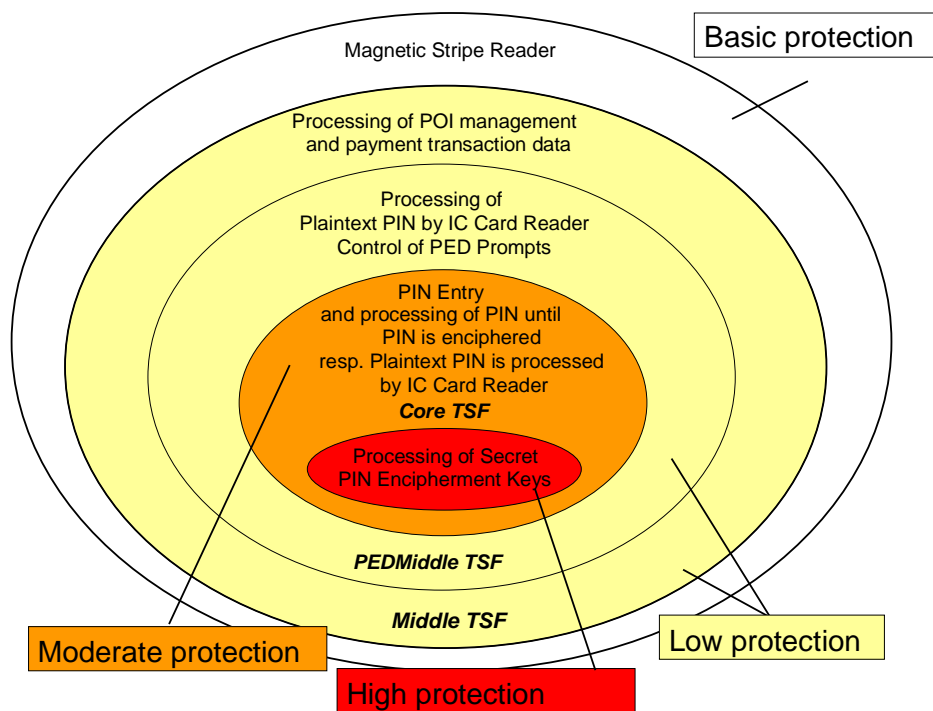 Magnetic Stripe Reader
Basic protection
Processing of POI management
and payment transaction data
Processing of
Plaintext PIN by IC Card Reader
Control of PED Prompts
PIN Entry
and processing of PIN until
PIN is enciphered
resp. Plaintext PIN is processed
by IC Card Reader
Core TSF
Processing of Secret
PIN Encipherment Keys
PEDMiddle TSF
Middle TSF
Moderate protection
Low protection
High protection